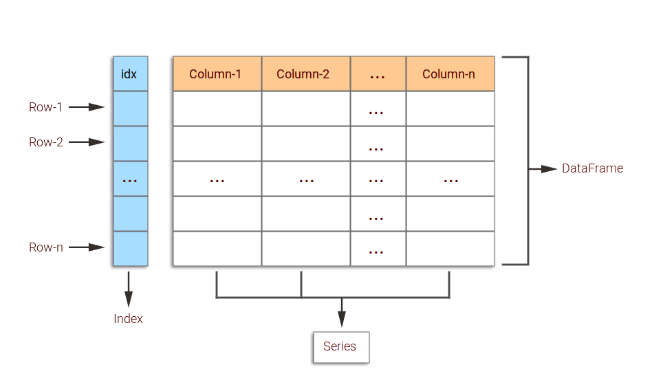 idx Column-1 Column-2 ... Column-n
Row-1 ...
Row-2 ...
... ... ... ... ...
...
Row-n ...
DataFrame
Index
Series